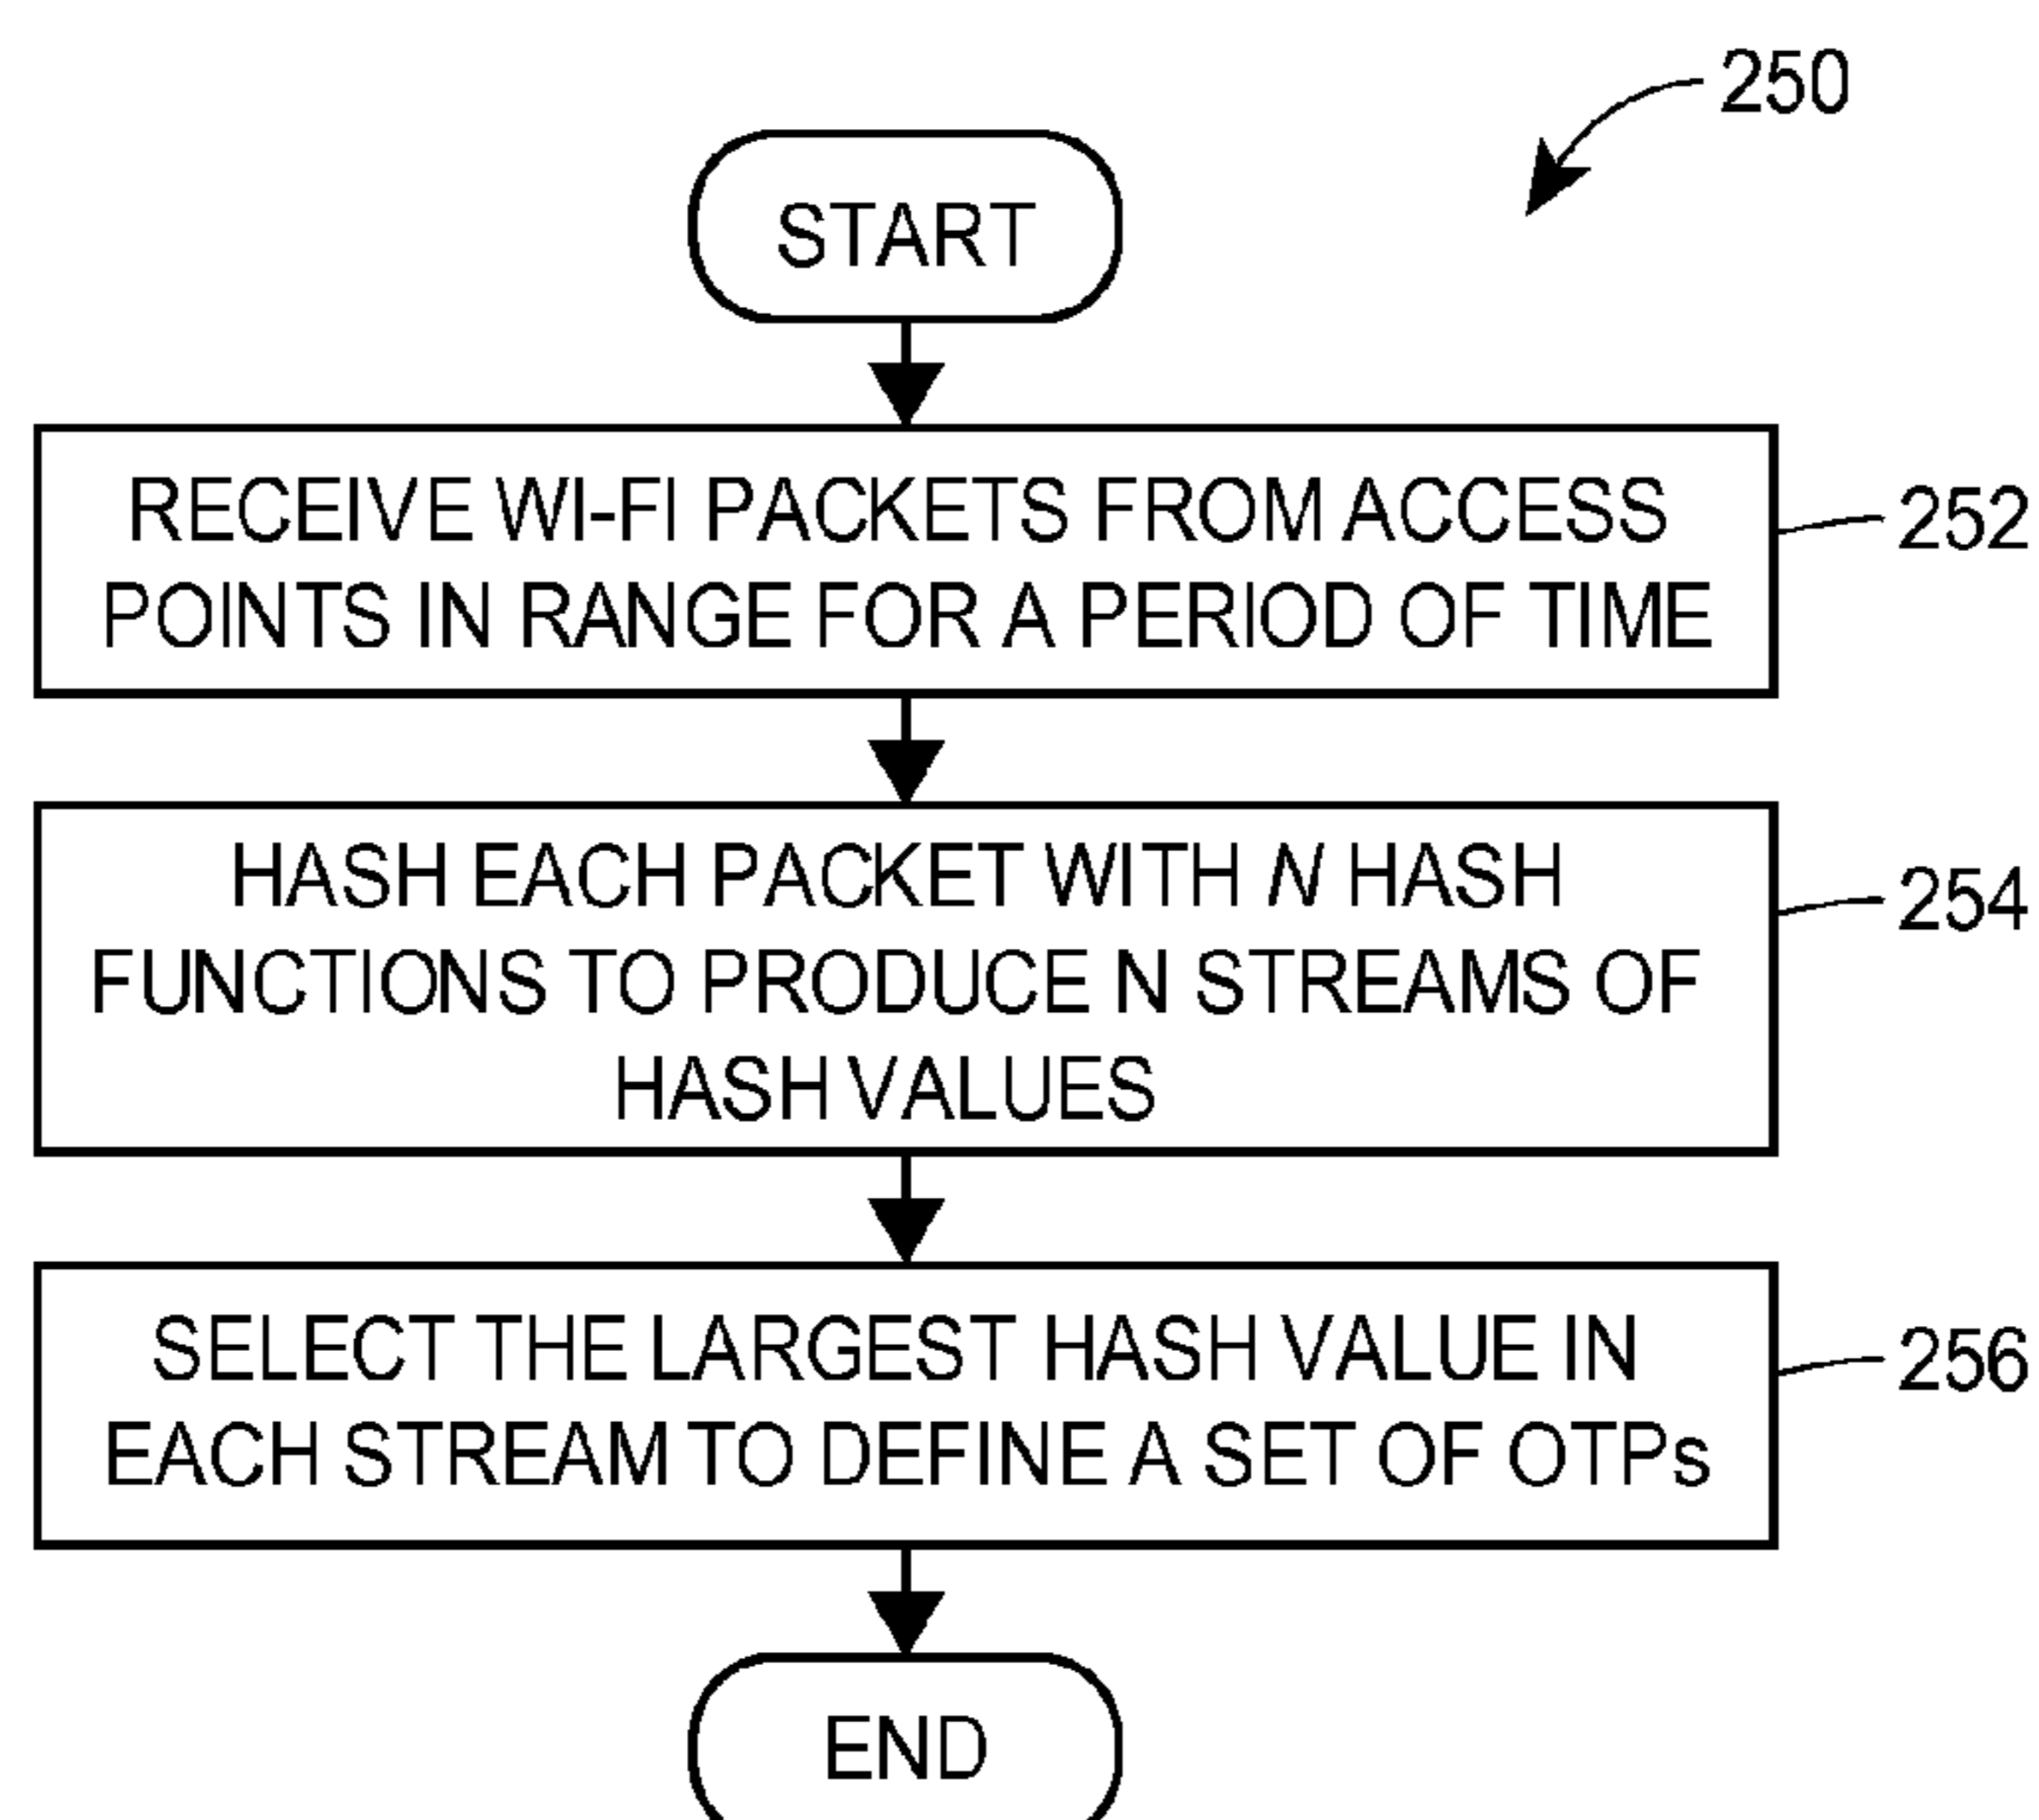 250
START
RECEIVE WI-FI PACKETS FROM ACCESS
POINTS IN RANGE FOR A PERIOD OF TIME
252
HASH EACH PACKET WITH N HASH
FUNCTIONS TO PRODUCE N STREAMS OF
HASH VALUES
254
SELECT THE LARGEST HASH VALUE IN
EACH STREAM TO DEFINE A SET OF OTPs
256
END